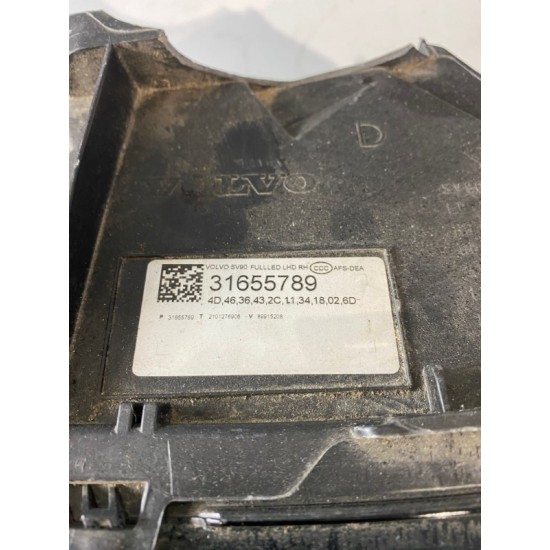 D
VOLVO
VOLVO SV90 FULLLED LHD RH CCC AFS-DEA
31655789
4D,46,36,43,2C,11,34,18,02,6D
P 31655789 T 2101276908 V 89915208